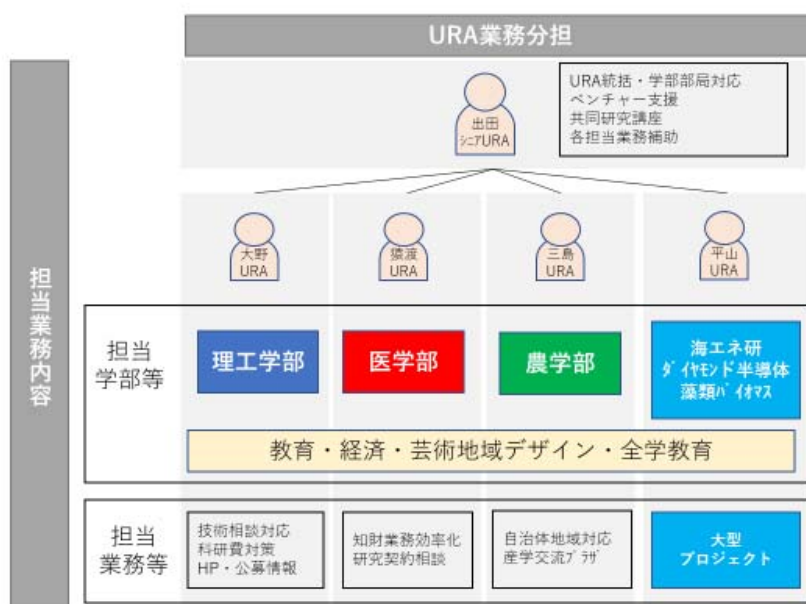 URA業務分担
担当業務内容
出田
シニアURA
URA統括・学部部局対応
ベンチャー支援
共同研究講座
各担当業務補助
大野
URA
猿渡
URA
三島
URA
平山
URA
担当
学部等
理工学部
医学部
農学部
海エネ研
ダイヤモンド半導体
藻類バイオマス
教育・経済・芸術地域デザイン・全学教育
担当
業務等
技術相談対応
科研費対策
HP・公募情報
知財業務効率化
研究契約相談
自治体地域対応
産学交流プラザ
大型
プロジェクト